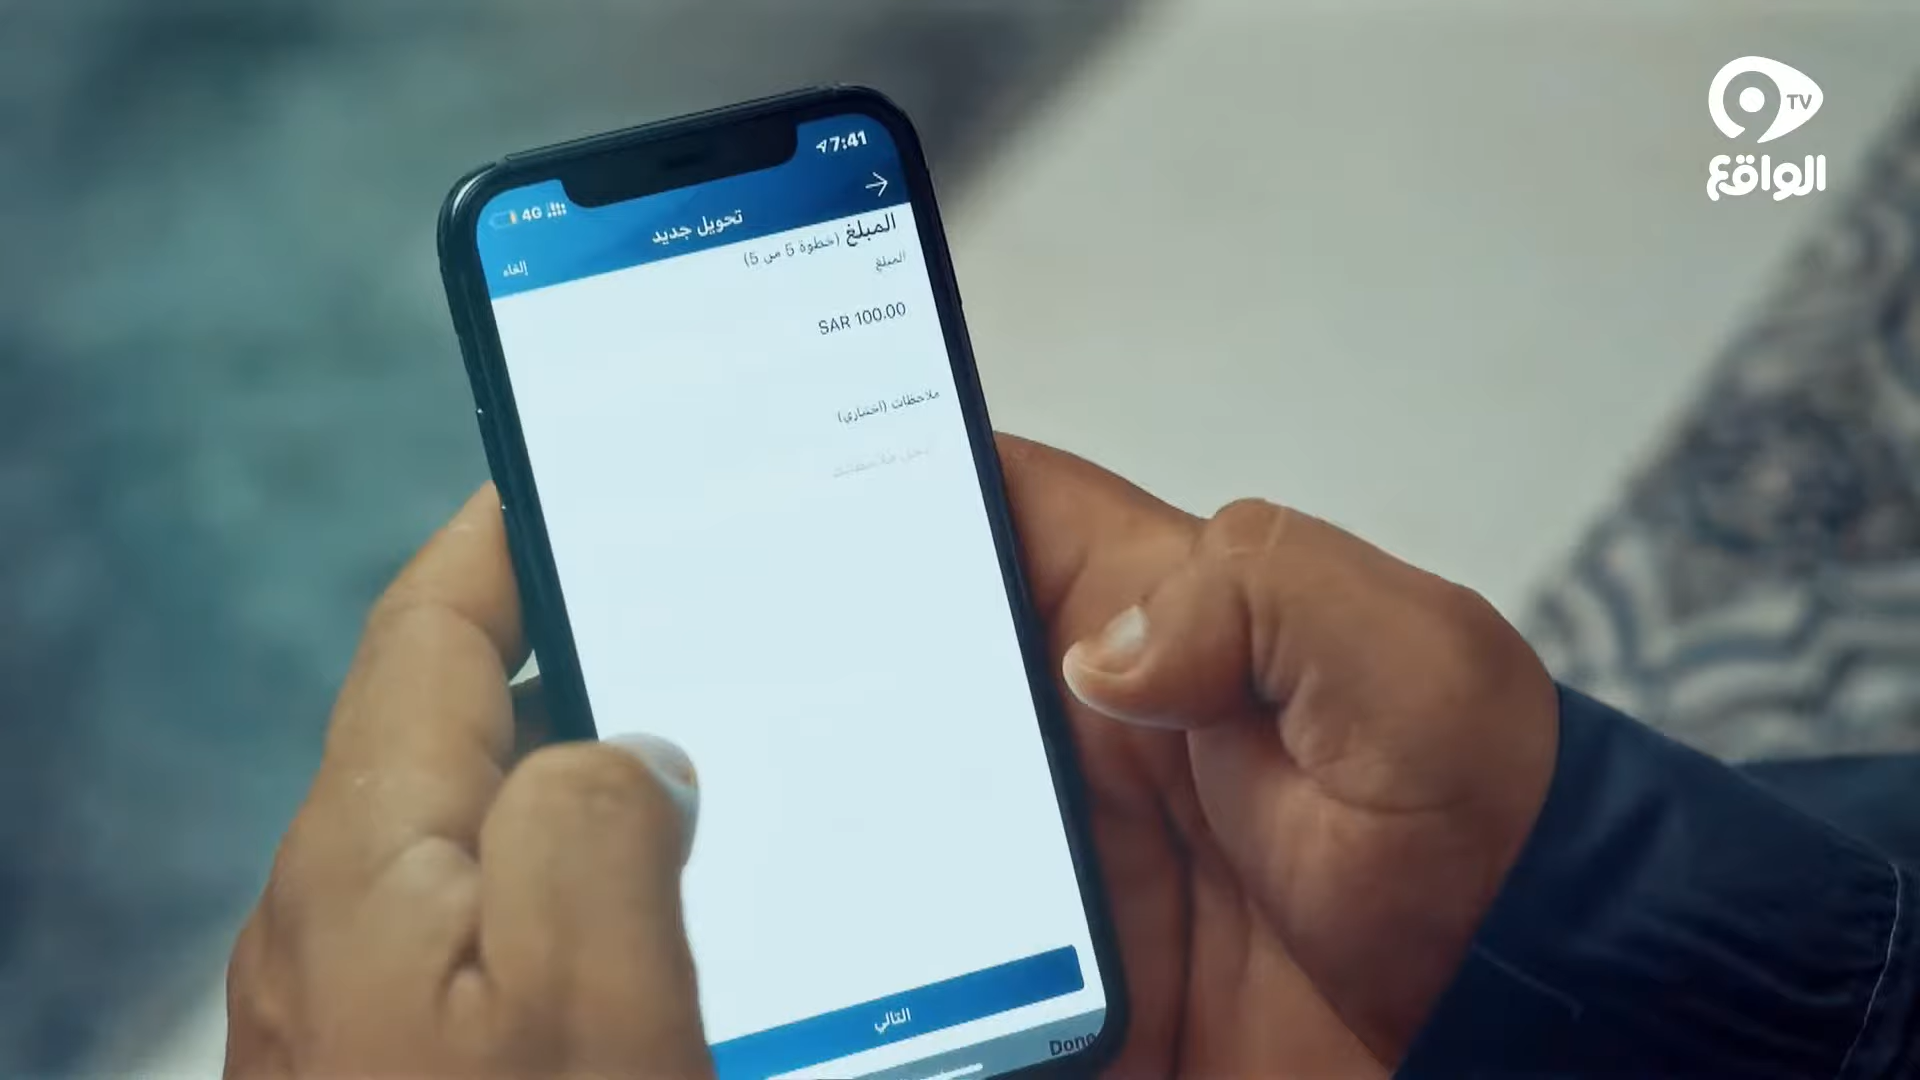 TV
الواقع
7:41
4G
تحويل جديد
إلغاء
المبلغ (خطوة 5 من 5)
المبلغ
SAR 100.00
ملاحظات (اختياري)
التالي